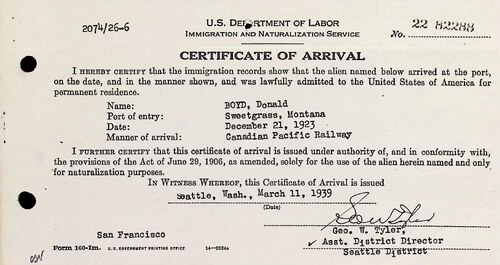 2074/26-6
U.S. DEPARTMENT OF LABOR
IMMIGRATION AND NATURALIZATION SERVICE
No. 22 82288
CERTIFICATE OF ARRIVAL
I HEREBY CERTIFY that the immigration records show that the alien named below arrived at the port,
on the date, and in the manner shown, and was lawfully admitted to the United States of America for
permanent residence.
Name: BOYD, Donald
Port of entry: Sweetgrass, Montana
Date: December 21, 1923
Manner of arrival: Canadian Pacific Railway
I FURTHER CERTIFY that this certificate of arrival is issued under authority of, and in conformity with,
the provisions of the Act of June 29, 1906, as amended, solely for the use of the alien herein named and only
for naturalization purposes.
IN WITNESS WHEREOF, this Certificate of Arrival is issued
Seattle, Wash., March 11, 1939
(Date)
Geo W Tyler
Geo. W. Tyler,
Asst. District Director
Seattle District
San Francisco
Form 160-Im. U. S. GOVERNMENT PRINTING OFFICE